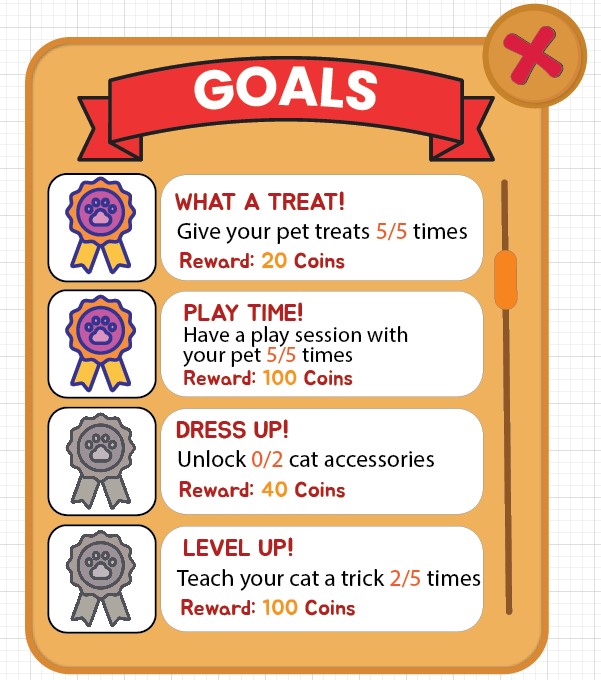 GOALS
WHAT A TREAT!
Give your pet treats 5/5 times
Reward: 20 Coins
PLAY TIME!
Have a play session with
your pet 5/5 times
Reward: 100 Coins
DRESS UP!
Unlock 0/2 cat accessories
Reward: 40 Coins
LEVEL UP!
Teach your cat a trick 2/5 times
Reward: 100 Coins